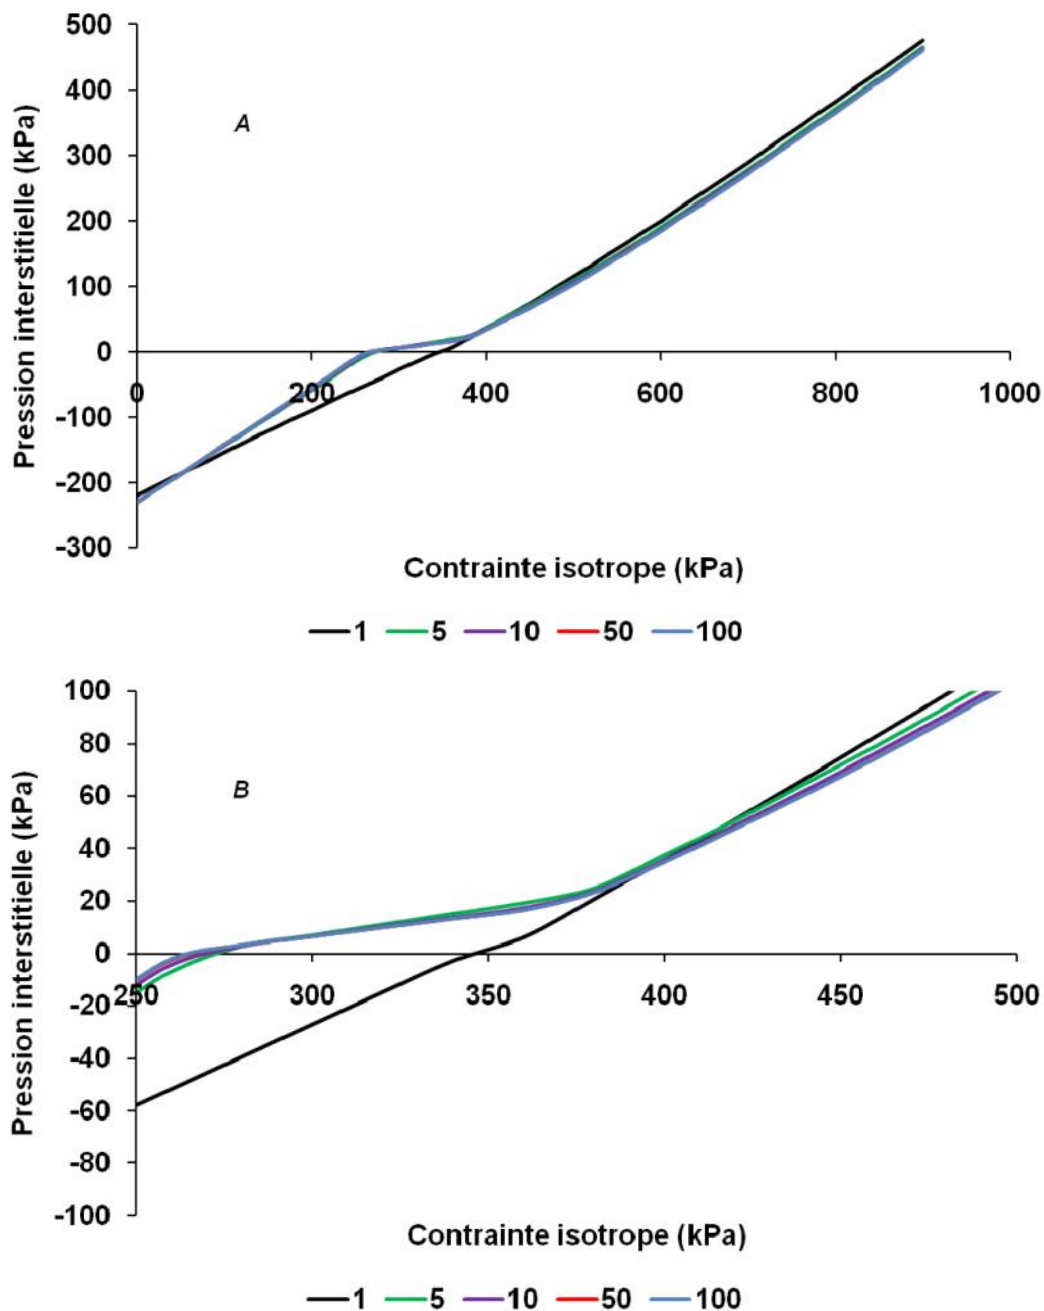 500
400
300
200
100
0
-100
-200
-300
Pression interstitielle (kPa)
A
0 200 400 600 800 1000
Contrainte isotrope (kPa)
1 5 10 50 100
100
80
60
40
20
0
-20
-40
-60
-80
-100
Pression interstitielle (kPa)
B
250 300 350 400 450 500
Contrainte isotrope (kPa)
1 5 10 50 100